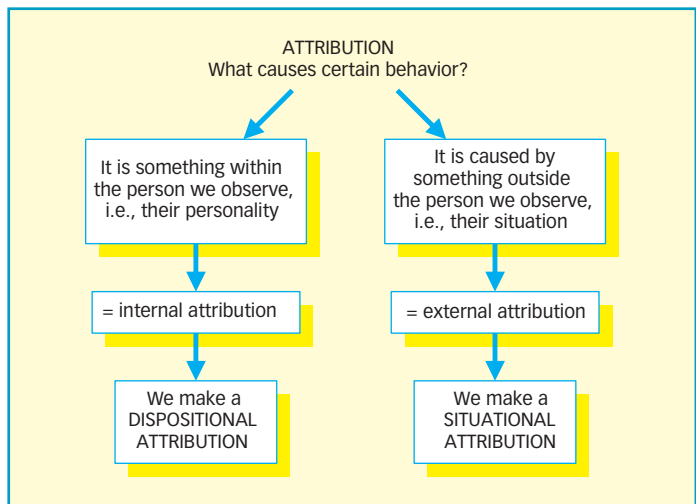 ATTRIBUTION
What causes certain behavior?
It is something within
the person we observe,
i.e., their personality
It is caused by
something outside
the person we observe,
i.e., their situation
= internal attribution
= external attribution
We make a
DISPOSITIONAL
ATTRIBUTION
We make a
SITUATIONAL
ATTRIBUTION